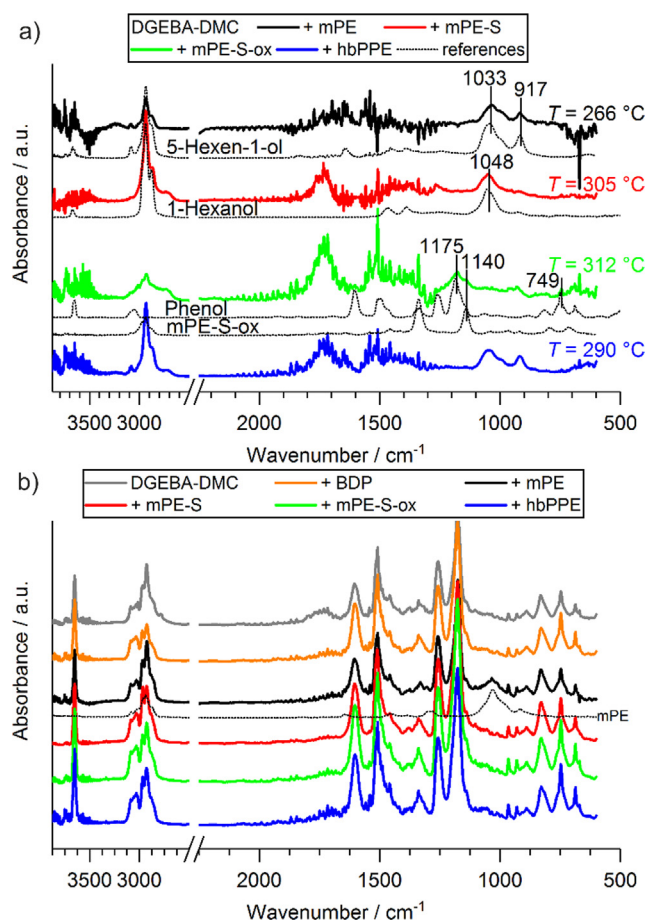 a)
DGEBA-DMC + mPE + mPE-S
+ mPE-S-ox + hbPPE references
1033 917
T = 266 °C
5-Hexen-1-ol
1048
T = 305 °C
1-Hexanol
1175
1140
749
T = 312 °C
Phenol
mPE-S-ox
T = 290 °C
Absorbance / a.u.
3500 3000 2000 1500 1000 500
Wavenumber / cm-1
b)
DGEBA-DMC + BDP + mPE
+ mPE-S + mPE-S-ox + hbPPE
mPE
Absorbance / a.u.
3500 3000 2000 1500 1000 500
Wavenumber / cm-1